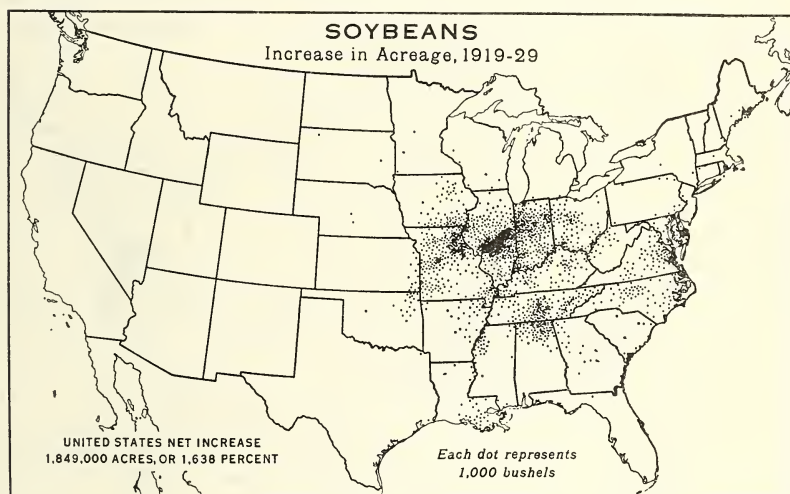 SOYBEANS
Increase in Acreage, 1919-29
UNITED STATES NET INCREASE
1,849,000 ACRES, OR 1,638 PERCENT
Each dot represents
1,000 bushels